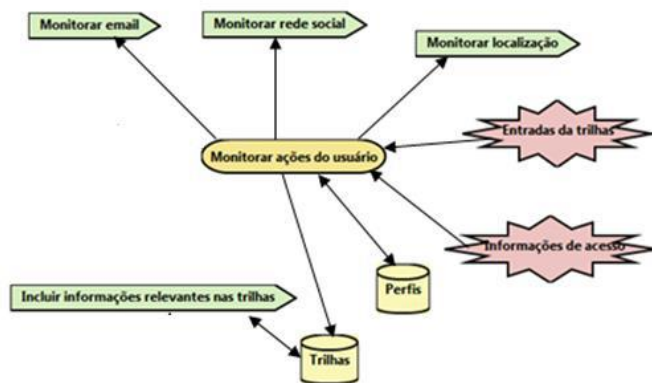 Monitorar email
Monitorar rede social
Monitorar localização
Entradas da trilhas
Monitorar ações do usuário
Informações de acesso
Perfis
Incluir informações relevantes nas trilhas
Trilhas